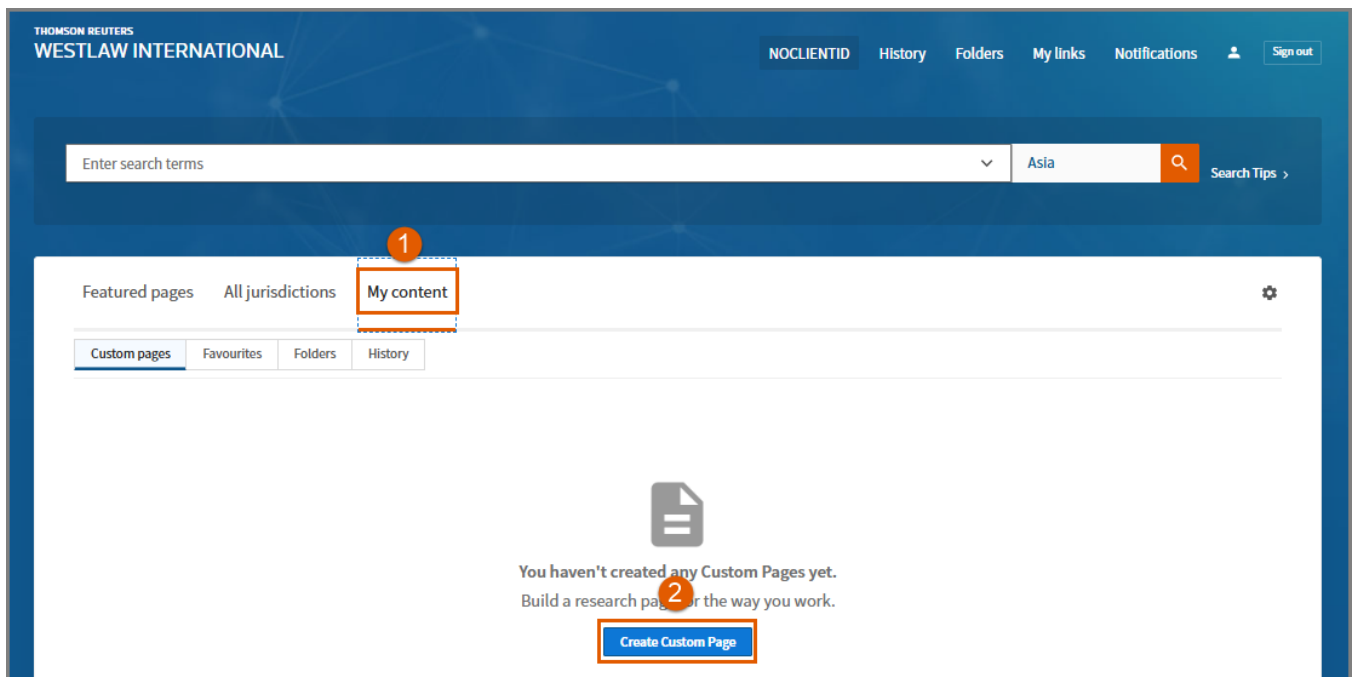 THOMSON REUTERS
WESTLAW INTERNATIONAL
NOCLIENTID History Folders My links Notifications Sign out
Enter search terms Asia Search Tips >
1
Featured pages All jurisdictions My content
Custom pages Favourites Folders History
You haven't created any Custom Pages yet.
2
Build a research for the way you work.
Create Custom Page